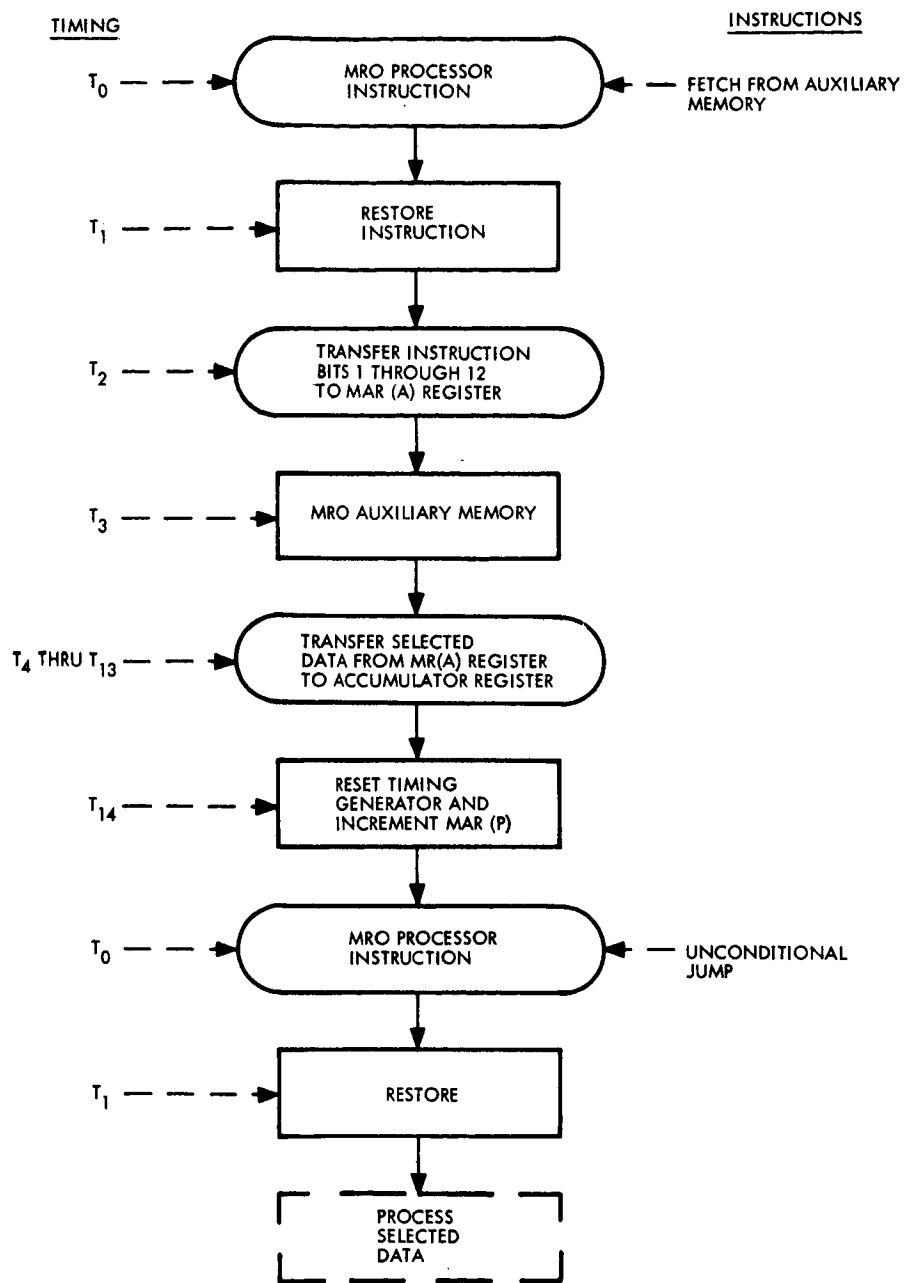 TIMING
INSTRUCTIONS
T0
MRO PROCESSOR
INSTRUCTION
FETCH FROM AUXILIARY
MEMORY
T1
RESTORE
INSTRUCTION
T2
TRANSFER INSTRUCTION
BITS 1 THROUGH 12
TO MAR (A) REGISTER
T3
MRO AUXILIARY MEMORY
T4 THRU T13
TRANSFER SELECTED
DATA FROM MR(A) REGISTER
TO ACCUMULATOR REGISTER
T14
RESET TIMING
GENERATOR AND
INCREMENT MAR (P)
T0
MRO PROCESSOR
INSTRUCTION
UNCONDITIONAL
JUMP
T1
RESTORE
PROCESS
SELECTED
DATA